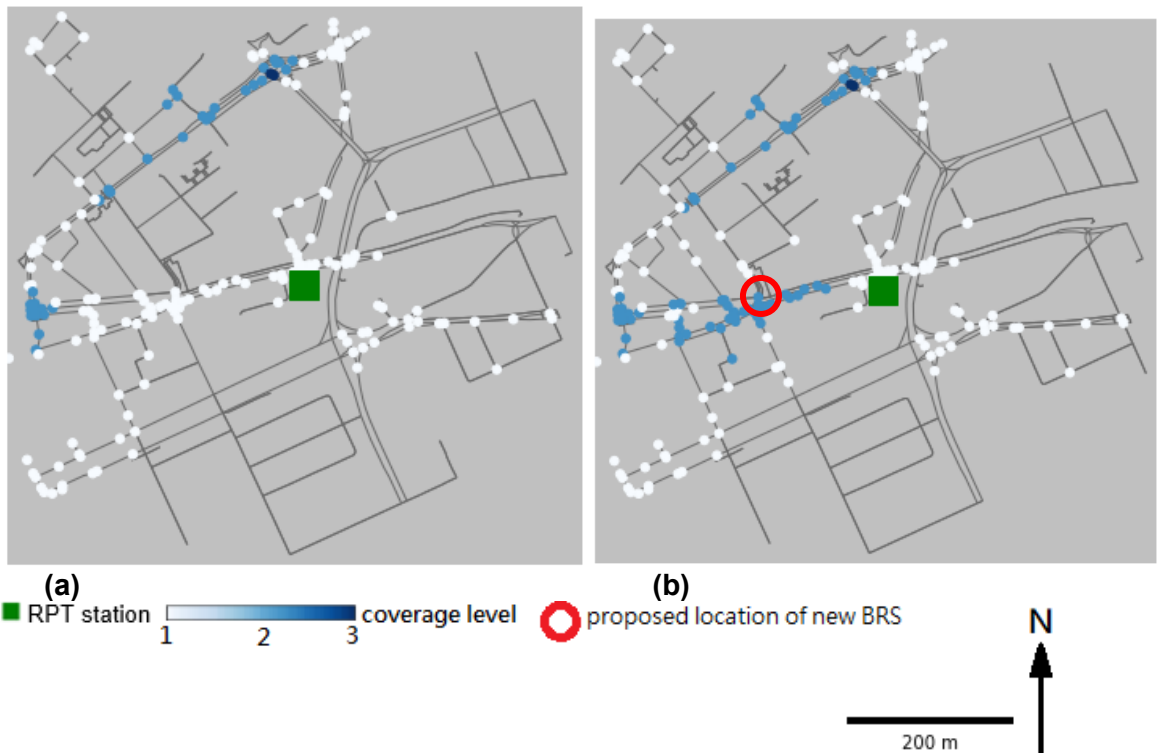 (a)
(b)
RPT station
coverage level
1
2
3
proposed location of new BRS
N
200 m